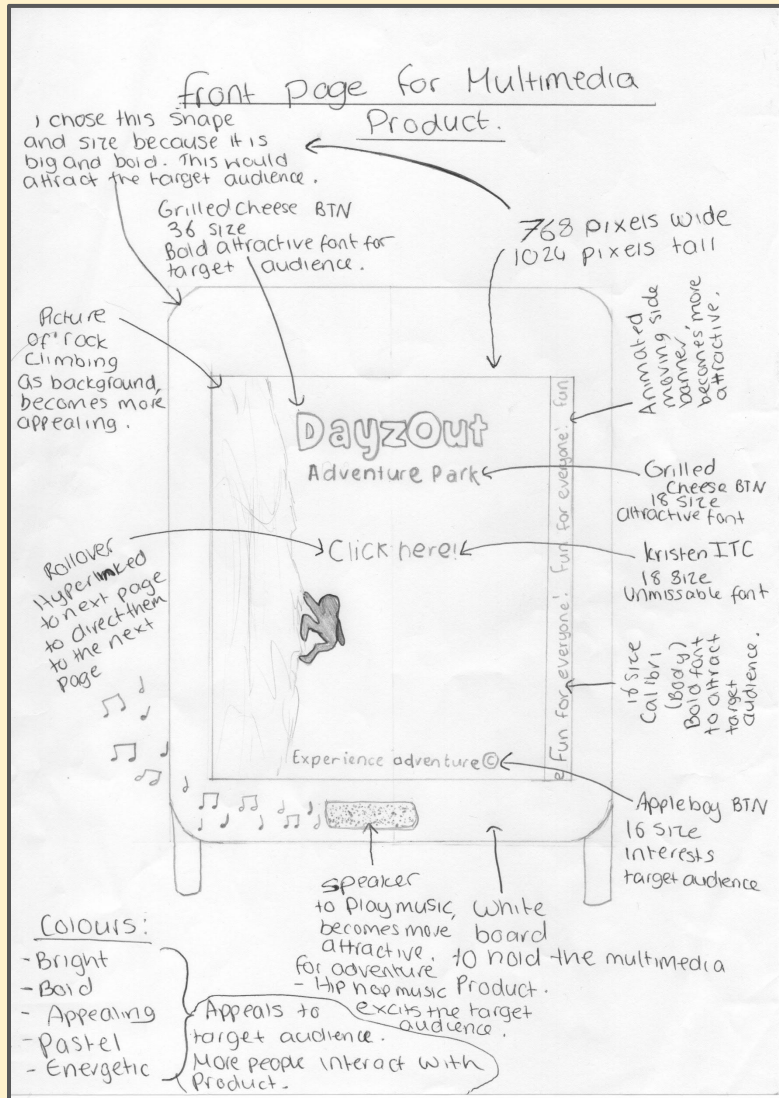 front page for Multimedia
Product.
I chose this shape
and size because it is
big and bold. This would
attract the target audience.
768 pixels wide
1024 pixels tall
Grilled Cheese BTN
36 size
Bold attractive font for
target audience.
Picture
of rock
Climbing
as background,
becomes more
appealing.
Animated
moving side
banner becomes more
attractive.
DayzOut
Adventure Park
Grilled
Cheese BTN
18 size
attractive font
Click here!
Kristen ITC
18 size
Unmissable font
Rollover
Hyperlinked
to next page
to direct them
to the next
page
e Fun for everyone! Fun for everyone! fun
16 size
Calibri
(Body)
Bold font
to attract
target
audience.
Experience adventure©
Appleboy BTN
16 size
interests
target audience
speaker
to play music,
becomes more
attractive.
for adventure
- Hip hop music
excits the target
audience.
White
board
to hold the multimedia
Product.
Colours:
- Bright
- Bold
- Appealing
- Pastel
- Energetic
Appeals to
target audience.
More people interact with
Product.